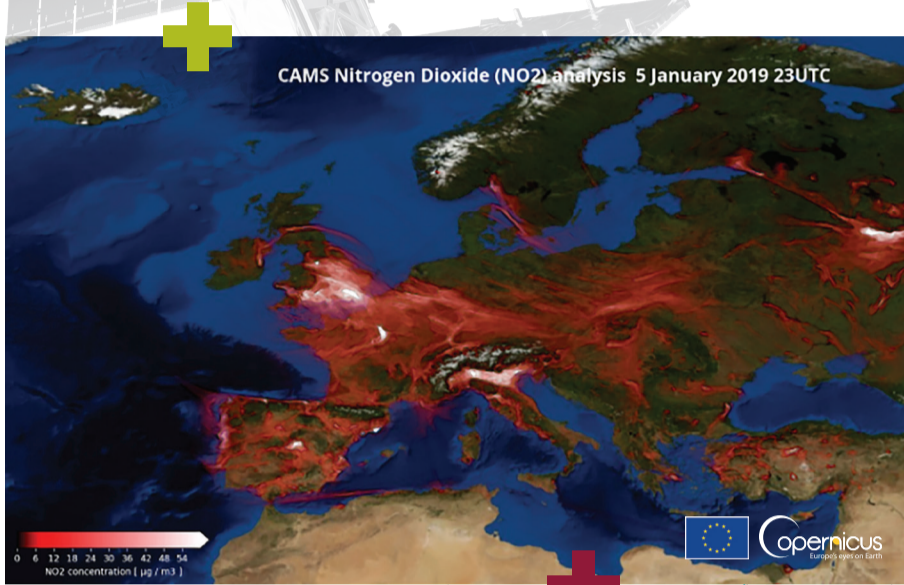 CAMS Nitrogen Dioxide (NO2) analysis 5 January 2019 23UTC
0 6 12 18 24 30 36 42 48 54
NO2 concentration [ µg / m3 ]
Copernicus
Europe's eyes on Earth